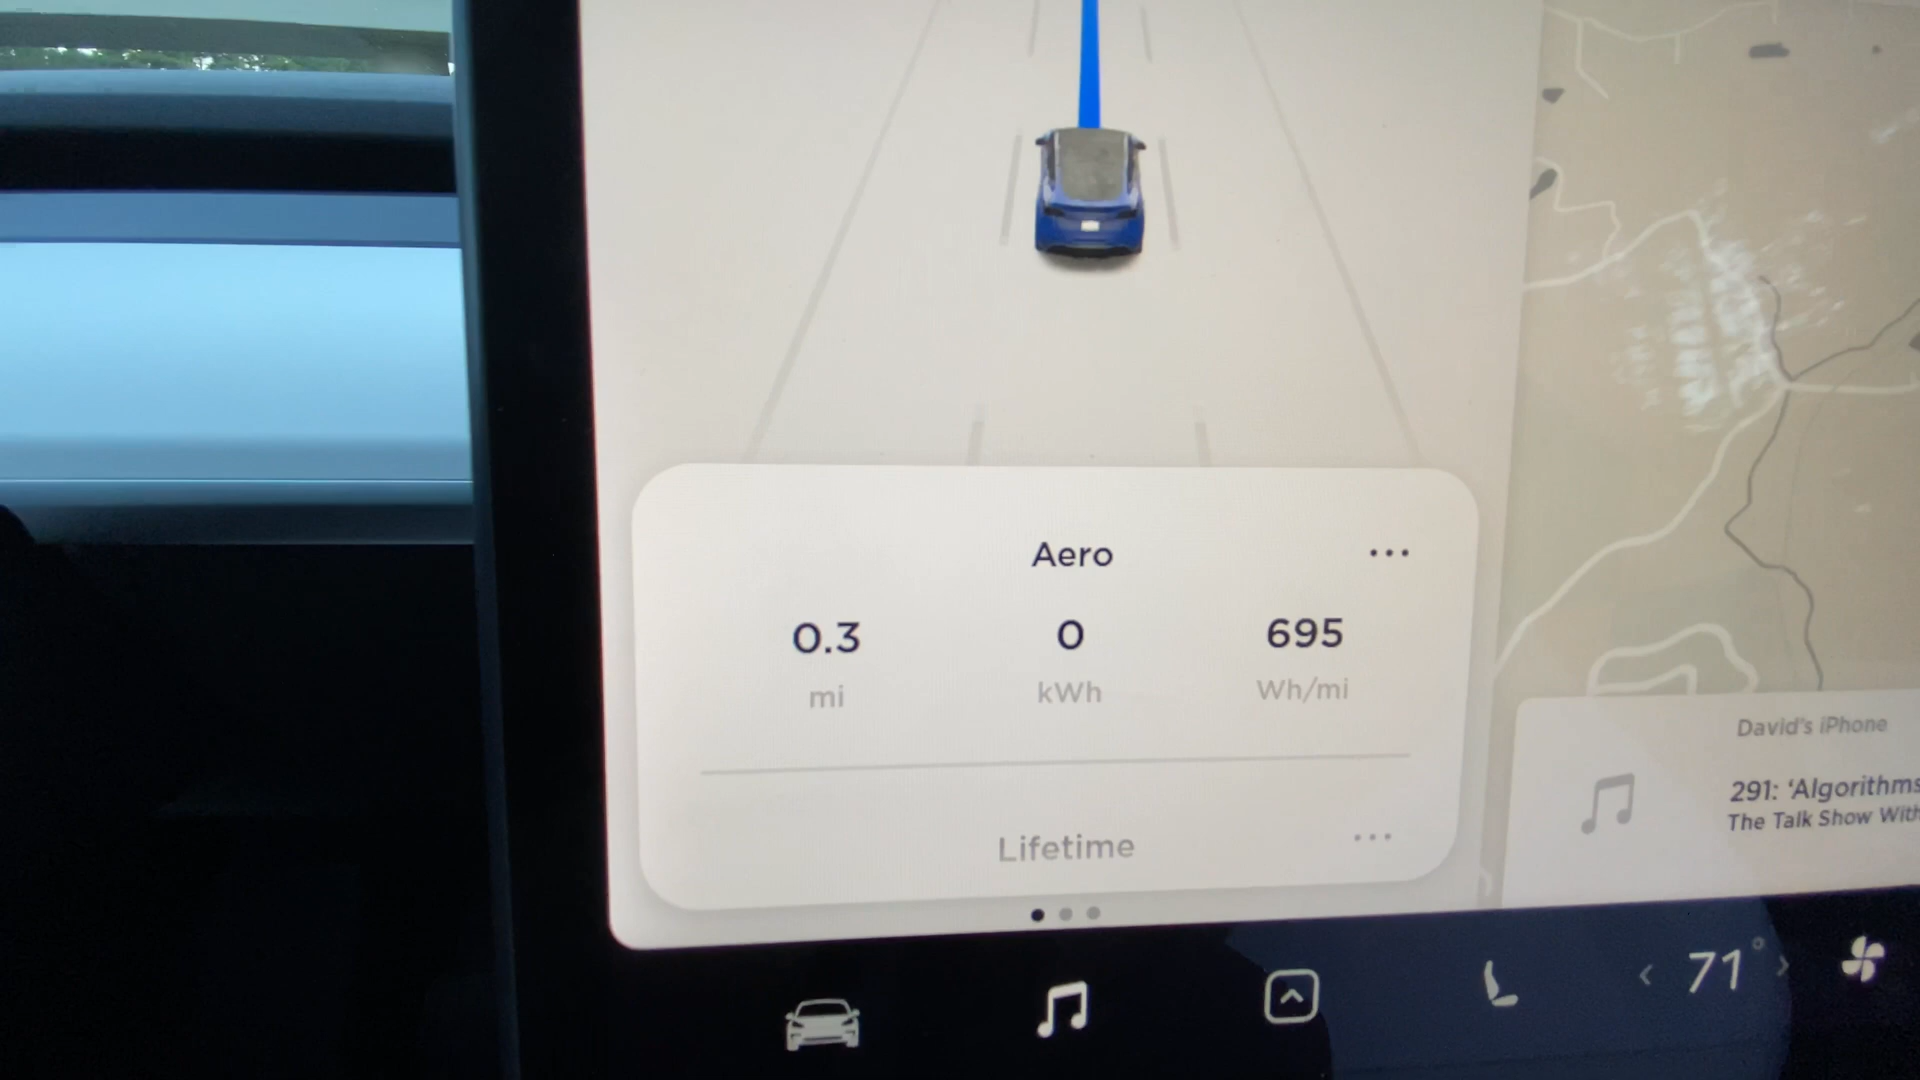 Aero
...
0.3
0
695
mi
kWh
Wh/mi
Lifetime
...
David's iPhone
291: ‘Algorithms
The Talk Show With
< 71° >